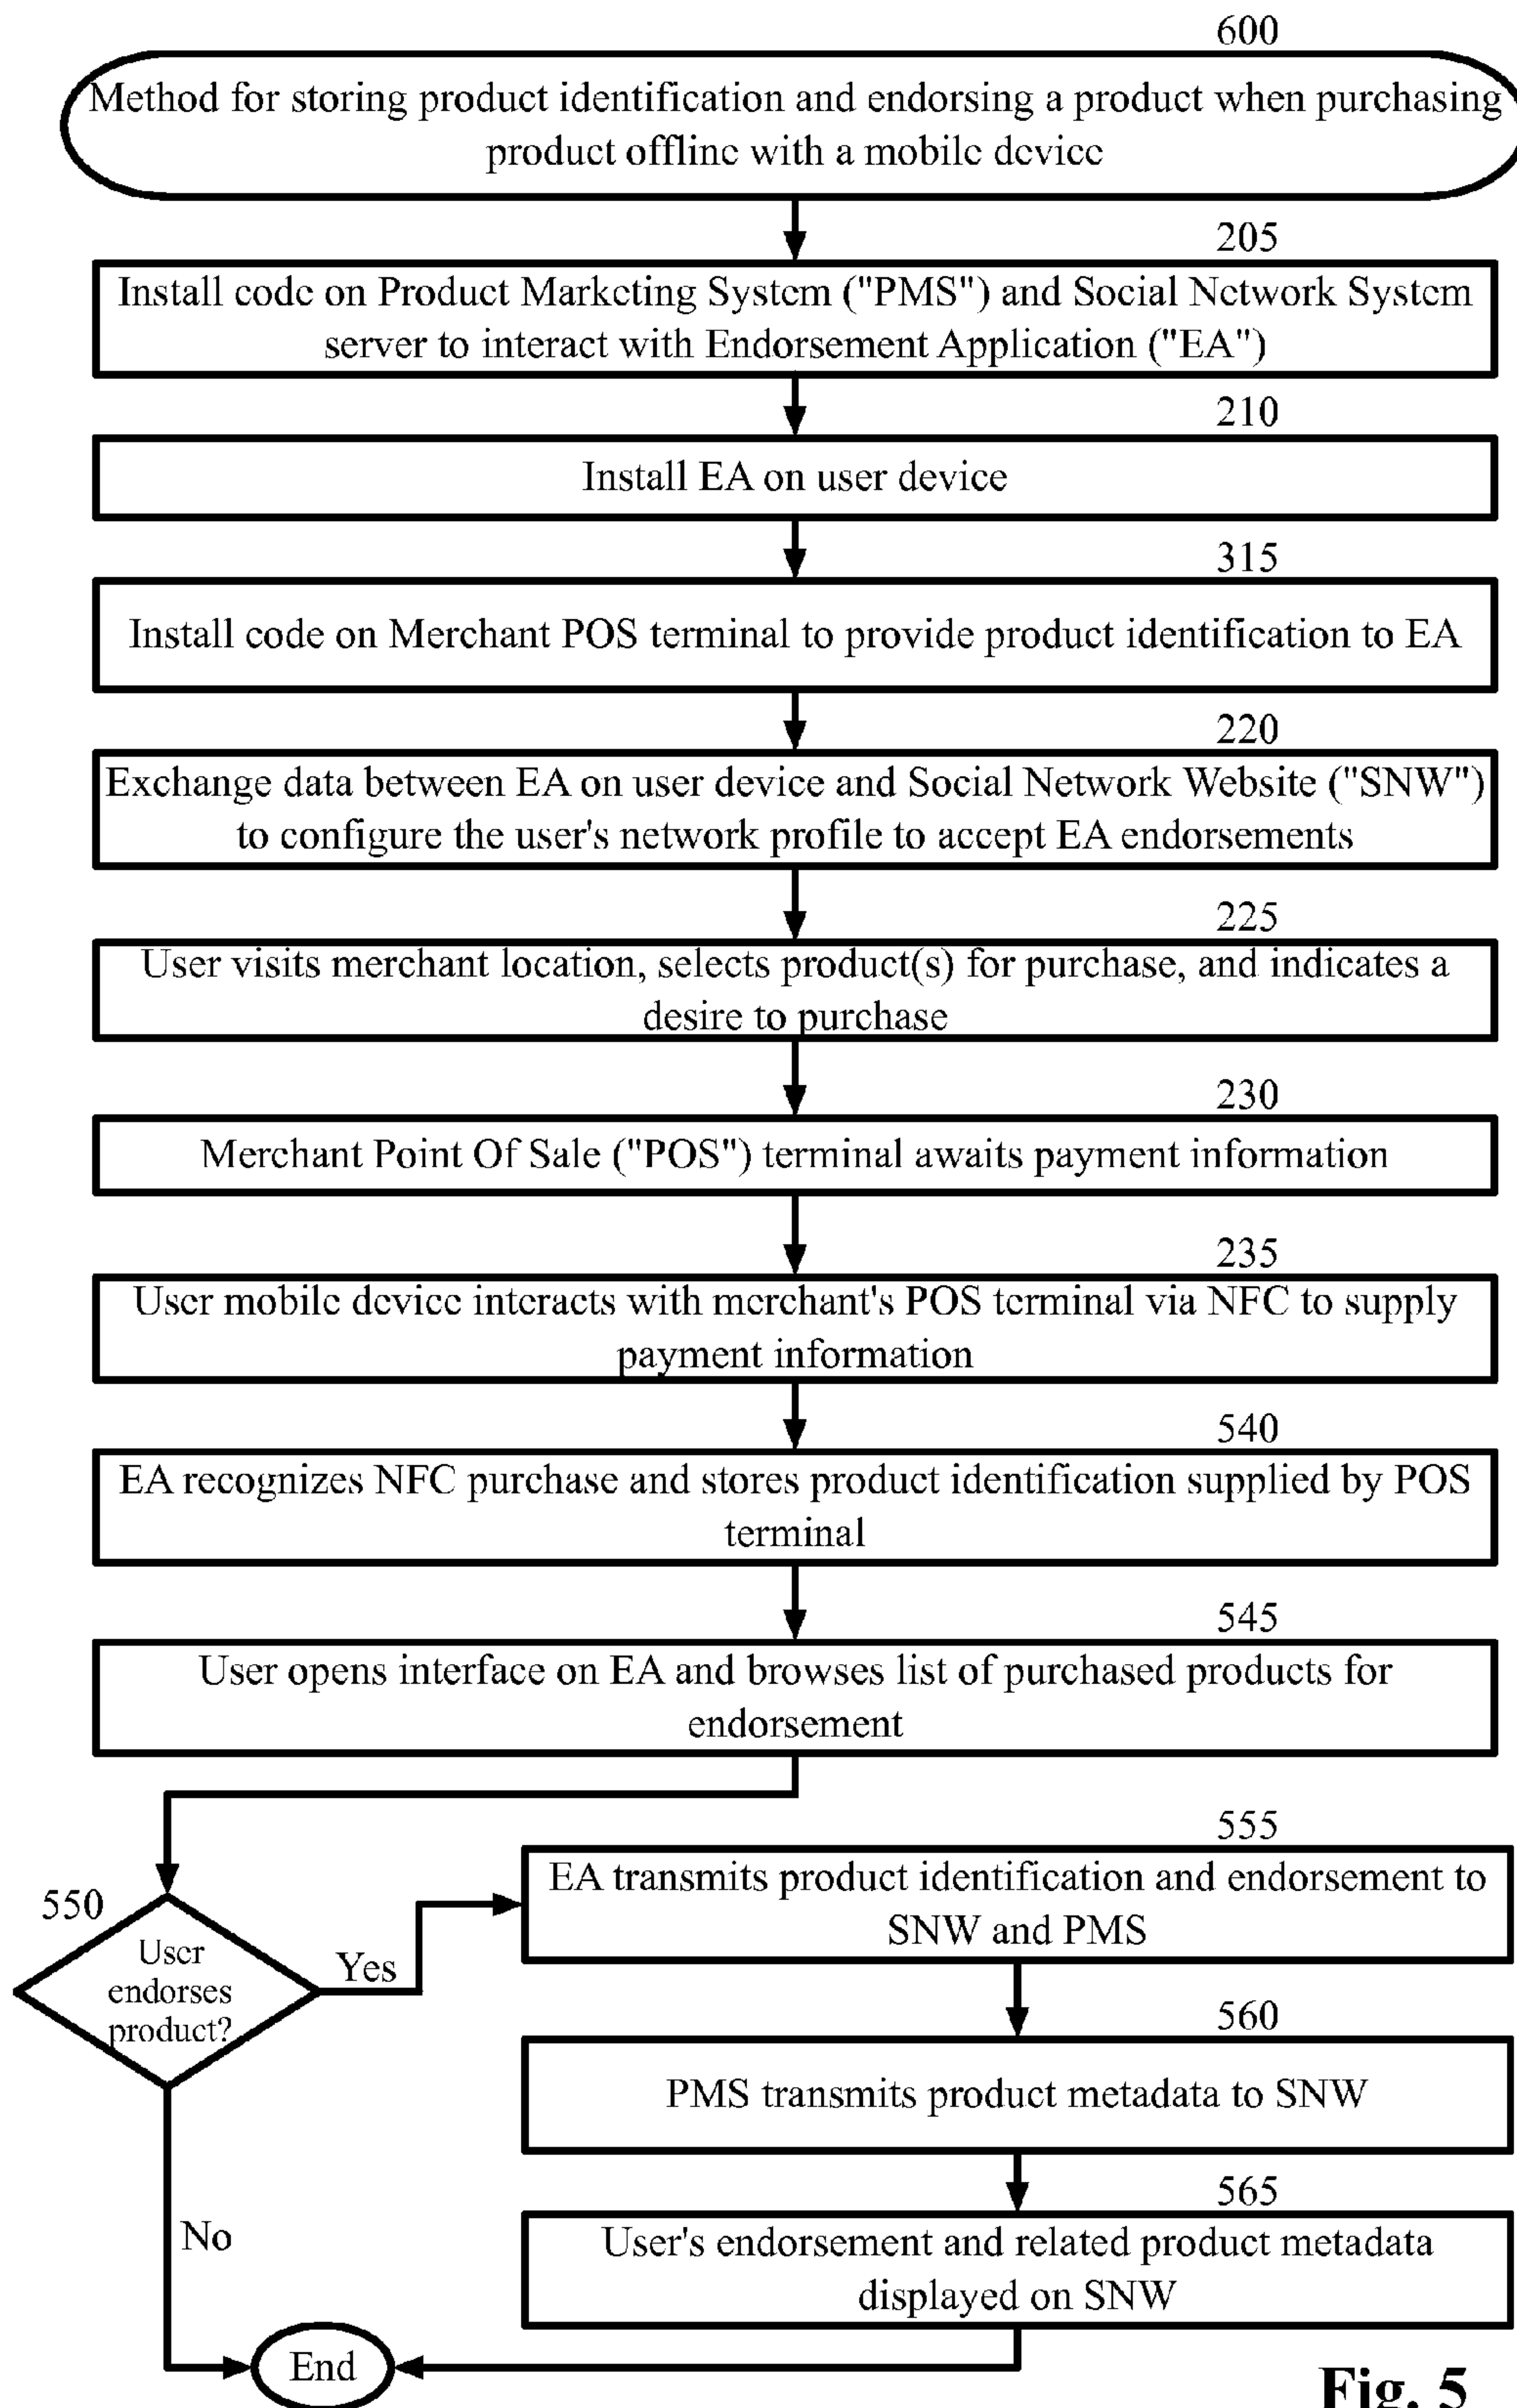 600
Method for storing product identification and endorsing a product when purchasing
product offline with a mobile device
205
Install code on Product Marketing System ("PMS") and Social Network System
server to interact with Endorsement Application ("EA")
210
Install EA on user device
315
Install code on Merchant POS terminal to provide product identification to EA
220
Exchange data between EA on user device and Social Network Website ("SNW")
to configure the user's network profile to accept EA endorsements
225
User visits merchant location, selects product(s) for purchase, and indicates a
desire to purchase
230
Merchant Point Of Sale ("POS") terminal awaits payment information
235
User mobile device interacts with merchant's POS terminal via NFC to supply
payment information
540
EA recognizes NFC purchase and stores product identification supplied by POS
terminal
545
User opens interface on EA and browses list of purchased products for
endorsement
550
User
endorses
product?
Yes
No
555
EA transmits product identification and endorsement to
SNW and PMS
560
PMS transmits product metadata to SNW
565
User's endorsement and related product metadata
displayed on SNW
End
Fig. 5